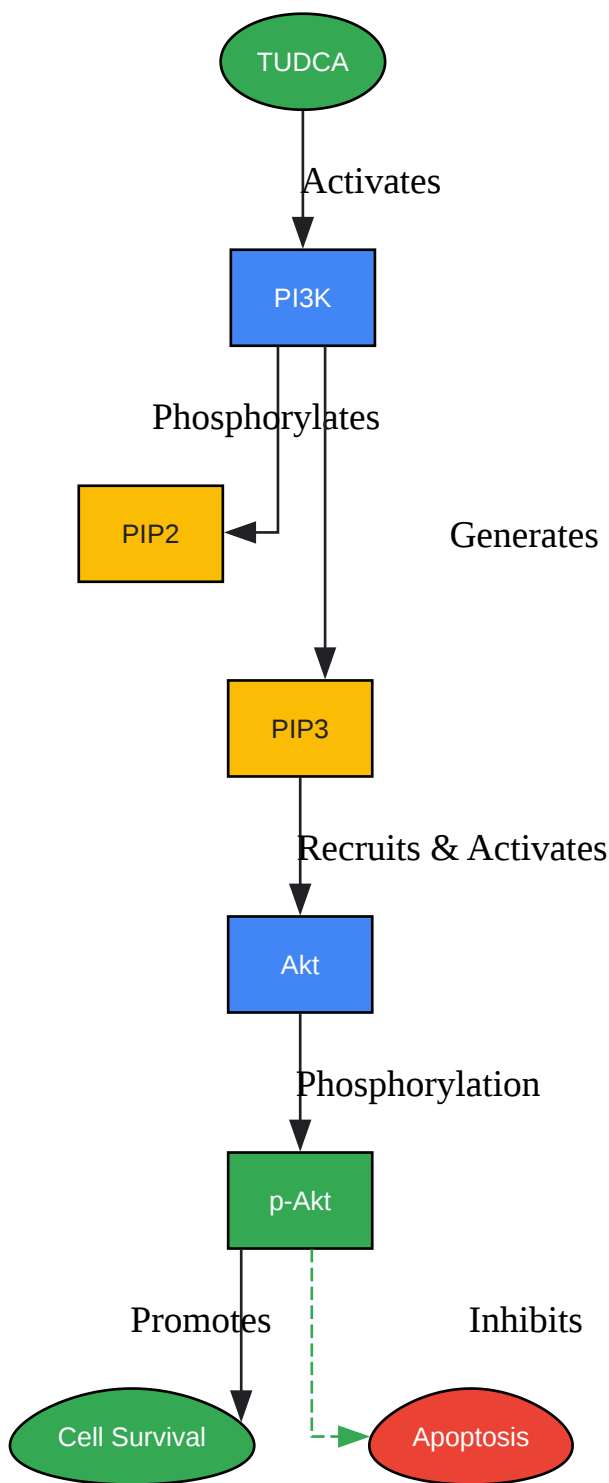 TUDCA
Activates
PI3K
Phosphorylates
PIP2
Generates
PIP3
Recruits & Activates
Akt
Phosphorylation
p-Akt
Promotes
Inhibits
Cell Survival
Apoptosis